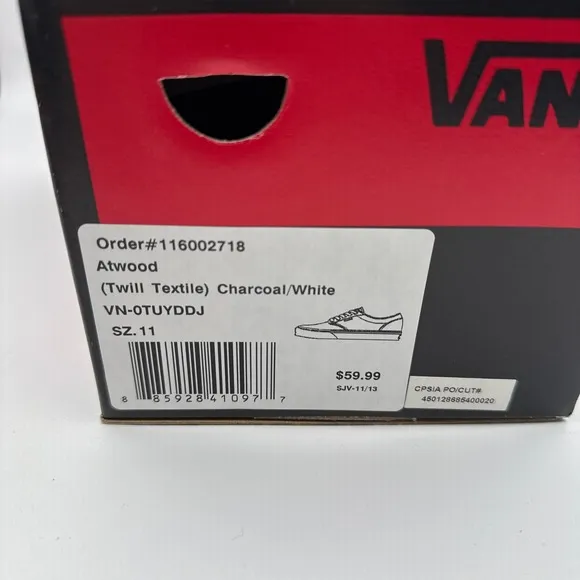 VAN
Order#116002718
Atwood
(Twill Textile) Charcoal/White
VN-0TUYDDJ
SZ.11
$59.99
SJV-11/13
8 85928 41097 7
CPSIA PO/CUT#
450128885400020